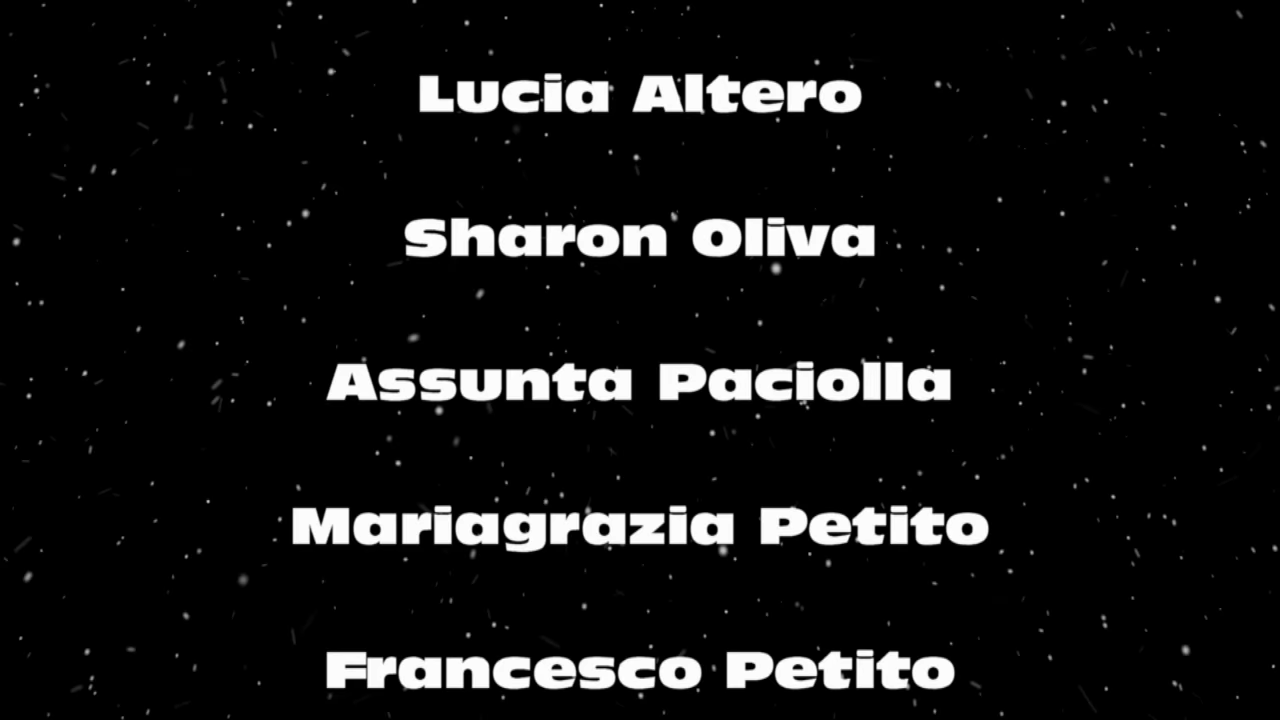 Lucia Altero
Sharon Oliva
Assunta Paciolla
Mariagrazia Petito
Francesco Petito